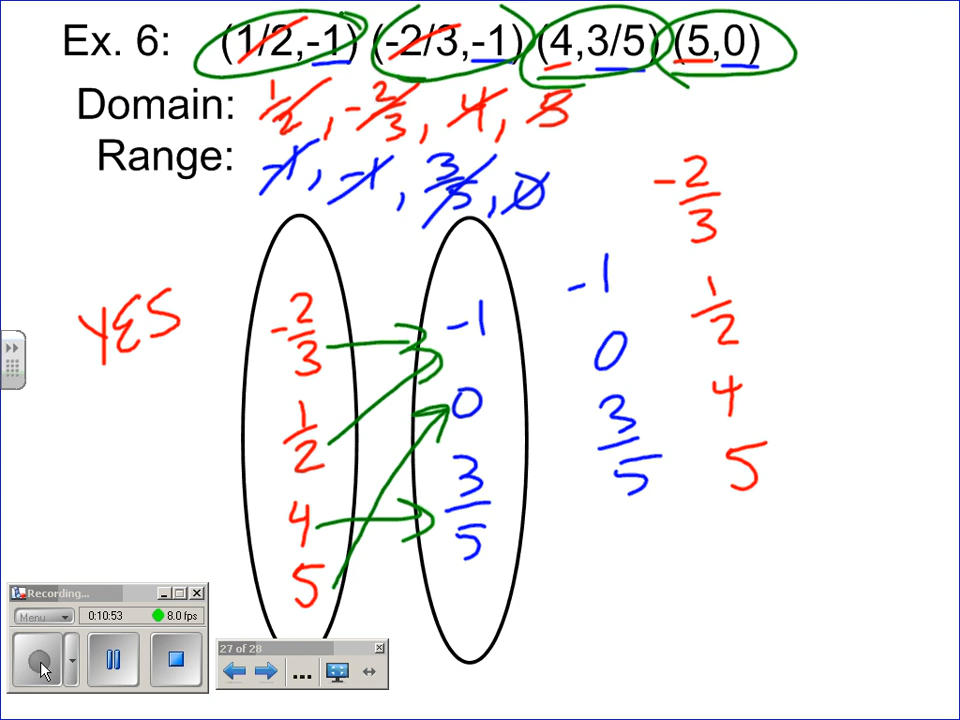 Ex. 6: (1/2,-1) (-2/3,-1) (4,3/5) (5,0)
Domain: 1/2, -2/3, 4, 5
Range: -1, -1, 3/5, 0
YES
-2/3
1/2
4
5
-1
0
3/5
-1
0
3/5
-2/3
1/2
4
5
Recording...
Menu 0:10:53 8.0 fps
27 of 28
...